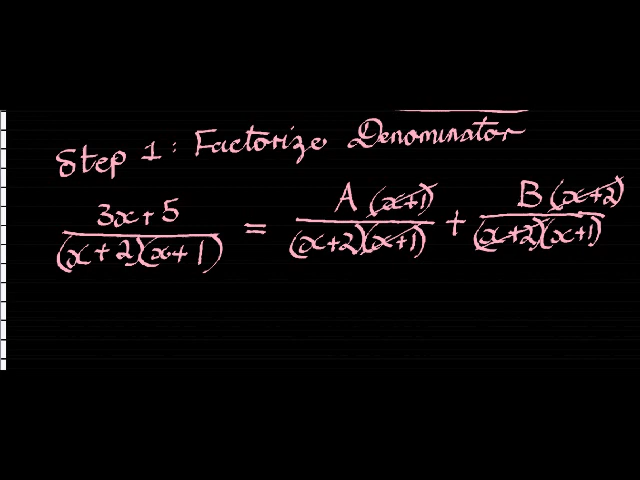 Step 1: Factorize Denominator
3x+5 / (x+2)(x+1) = A(x+1) / (x+2)(x+1) + B(x+2) / (x+2)(x+1)